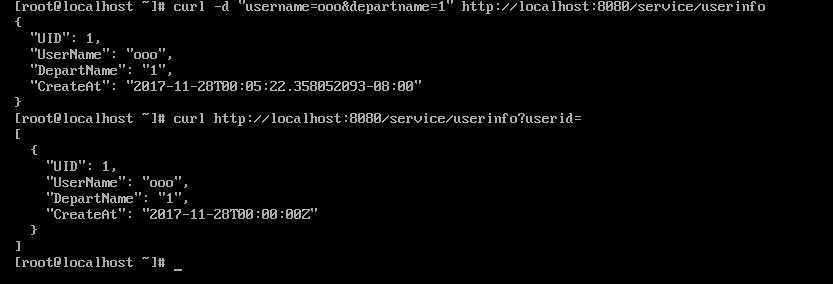 [root@localhost ~]# curl -d "username=ooo&departname=1" http://localhost:8080/service/userinfo
{
  "UID": 1,
  "UserName": "ooo",
  "DepartName": "1",
  "CreateAt": "2017-11-28T00:05:22.358052093-08:00"
}
[root@localhost ~]# curl http://localhost:8080/service/userinfo?userid=
[
  {
    "UID": 1,
    "UserName": "ooo",
    "DepartName": "1",
    "CreateAt": "2017-11-28T00:00:00Z"
  }
]
[root@localhost ~]# _